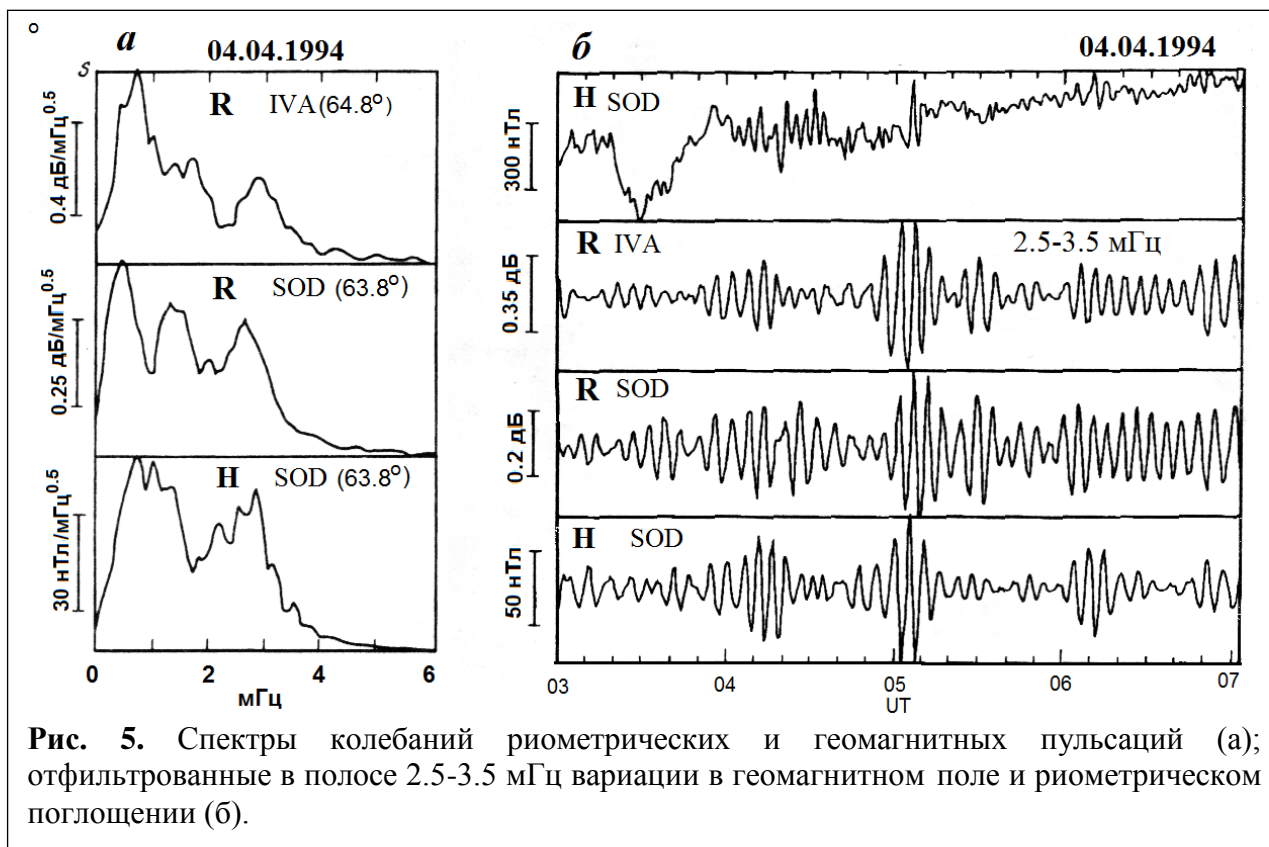 а 04.04.1994
S
R IVA (64.8°)
0.4 дБ/мГц^0.5
R SOD (63.8°)
0.25 дБ/мГц^0.5
H SOD (63.8°)
30 нТл/мГц^0.5
0 2 4 6
мГц
б 04.04.1994
H SOD
300 нТл
R IVA 2.5-3.5 мГц
0.35 дБ
R SOD
0.2 дБ
H SOD
50 нТл
03 04 05 06 07
UT
Рис. 5. Спектры колебаний риометрических и геомагнитных пульсаций (а);
отфильтрованные в полосе 2.5-3.5 мГц вариации в геомагнитном поле и риометрическом
поглощении (б).